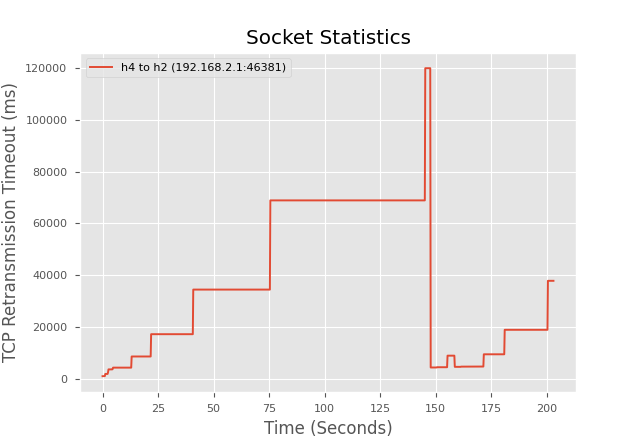 Socket Statistics
h4 to h2 (192.168.2.1:46381)
TCP Retransmission Timeout (ms)
120000
100000
80000
60000
40000
20000
0
0 25 50 75 100 125 150 175 200
Time (Seconds)